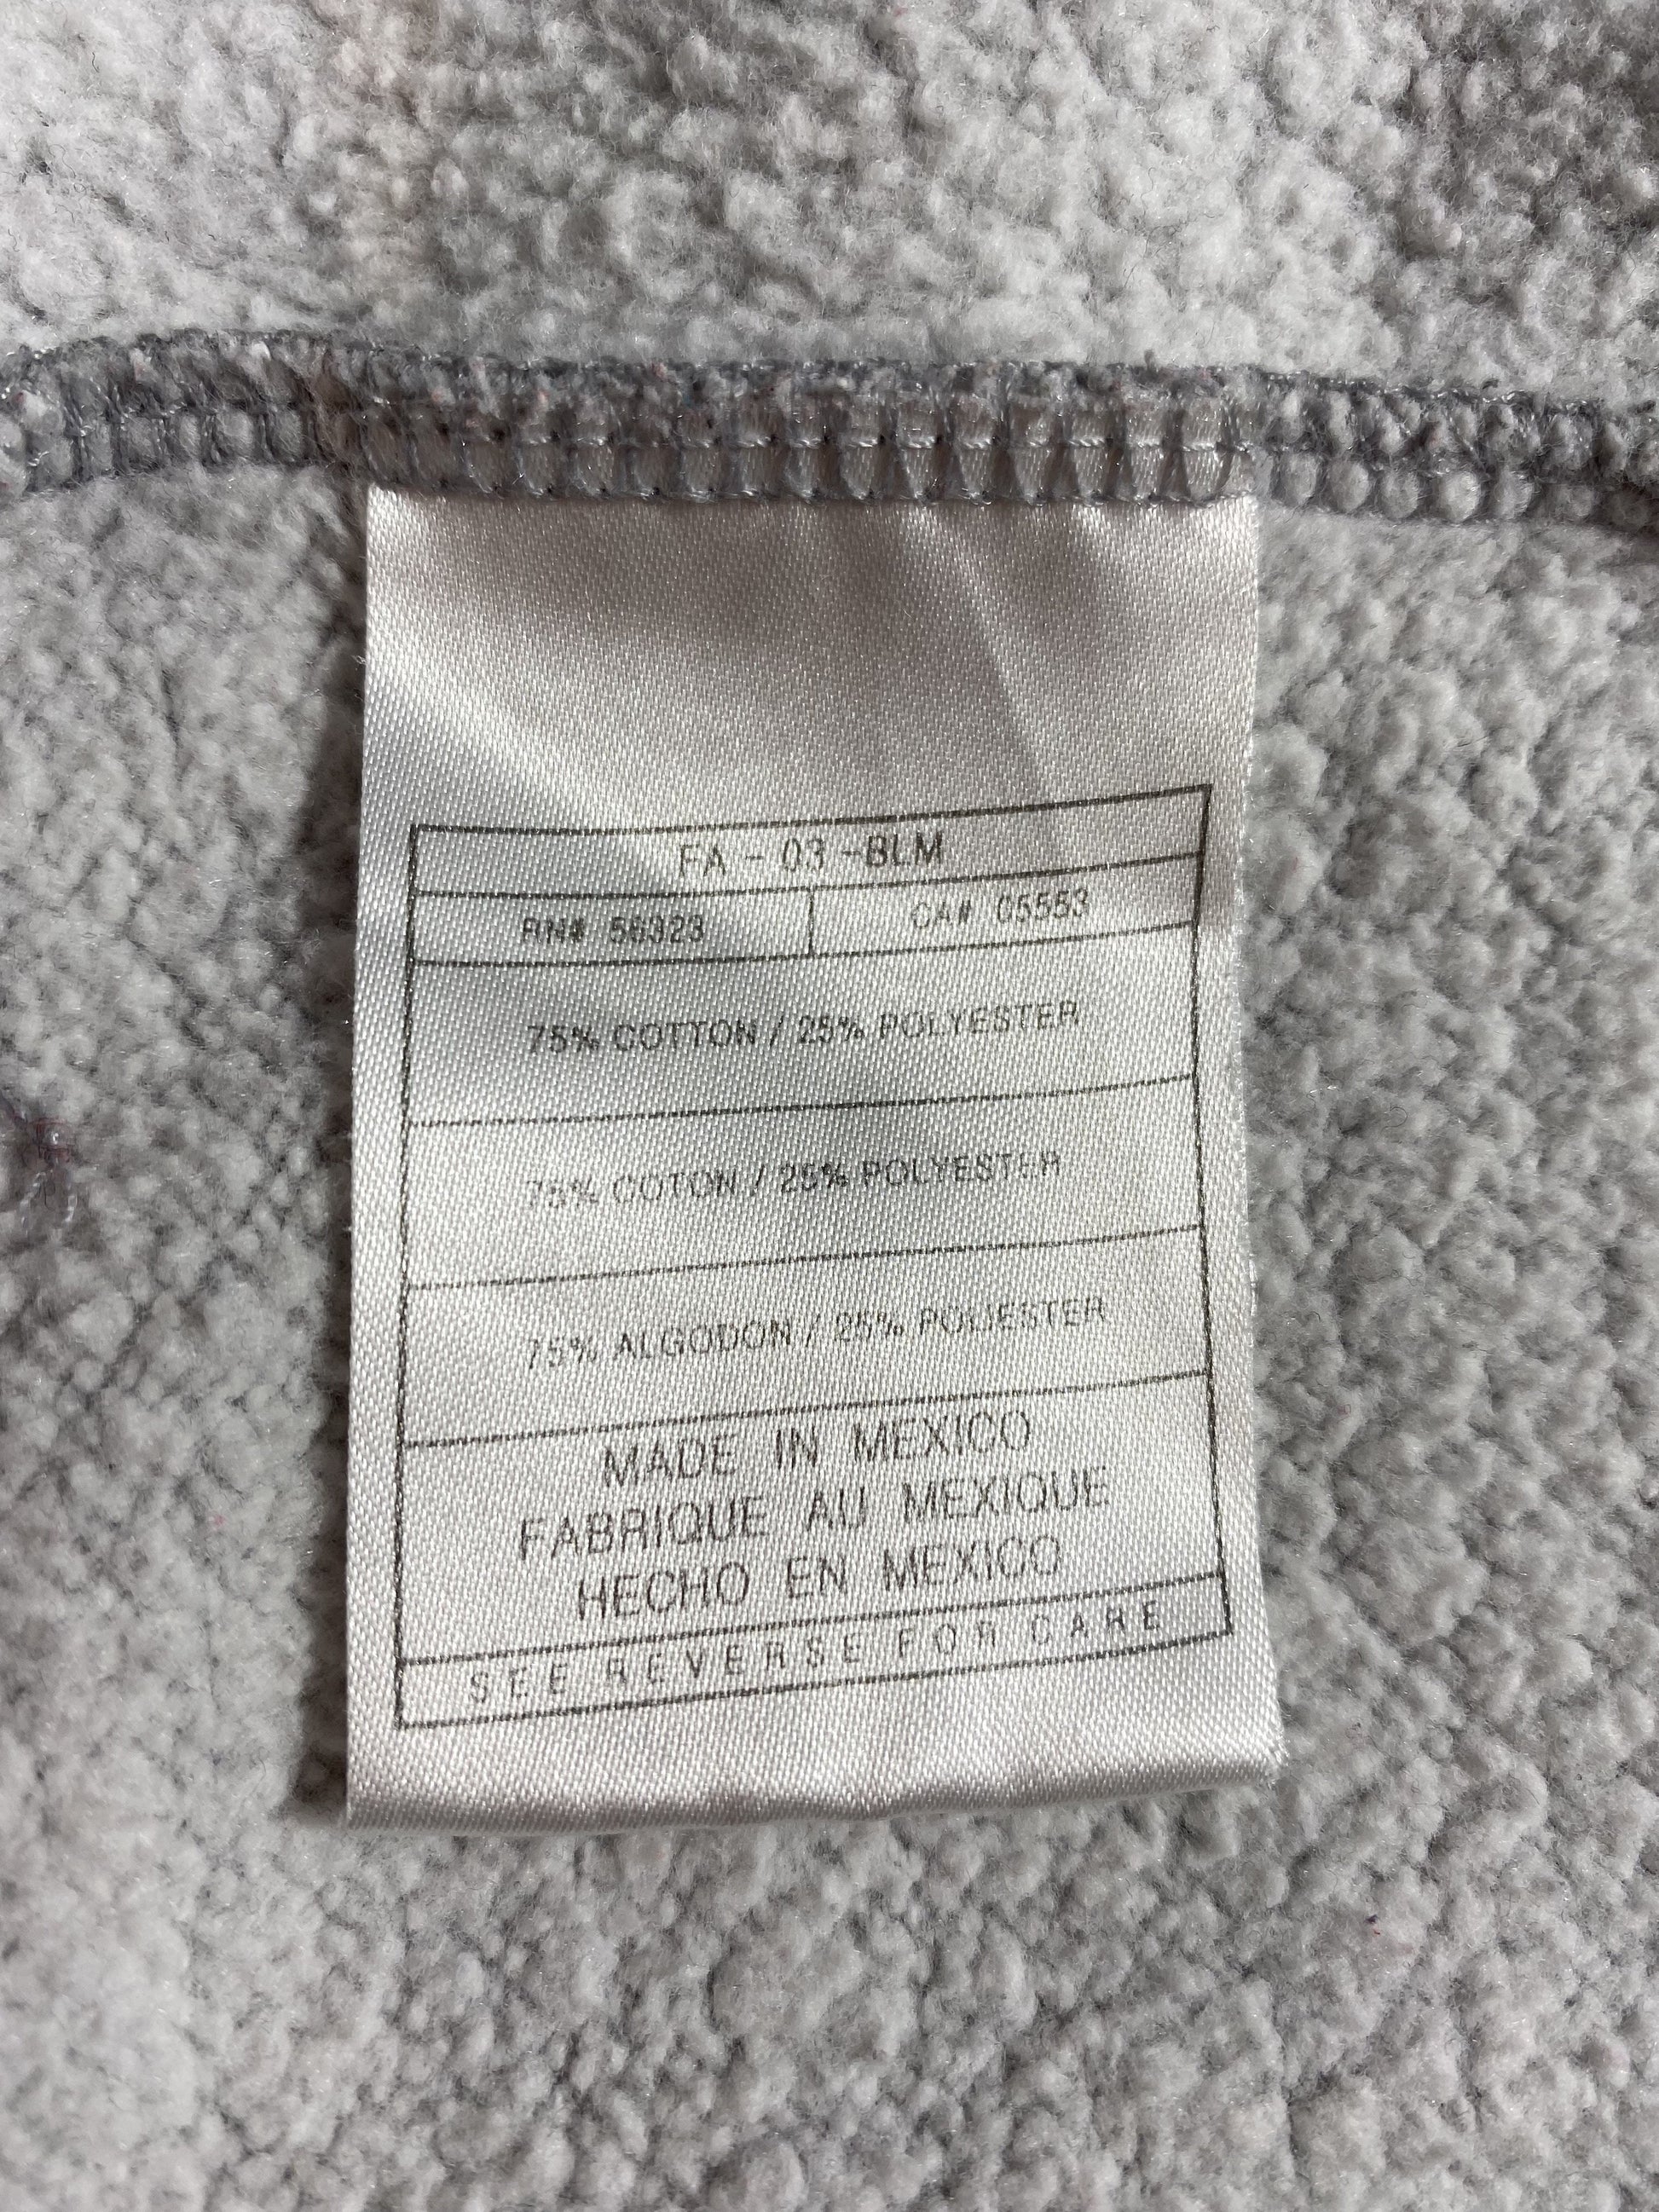 FA - 03 -BLM
RN# 56323 CA# 05553
75% COTTON / 25% POLYESTER
75% COTON / 25% POLYESTER
75% ALGODON / 25% POLIESTER
MADE IN MEXICO
FABRIQUE AU MEXIQUE
HECHO EN MEXICO
SEE REVERSE FOR CARE